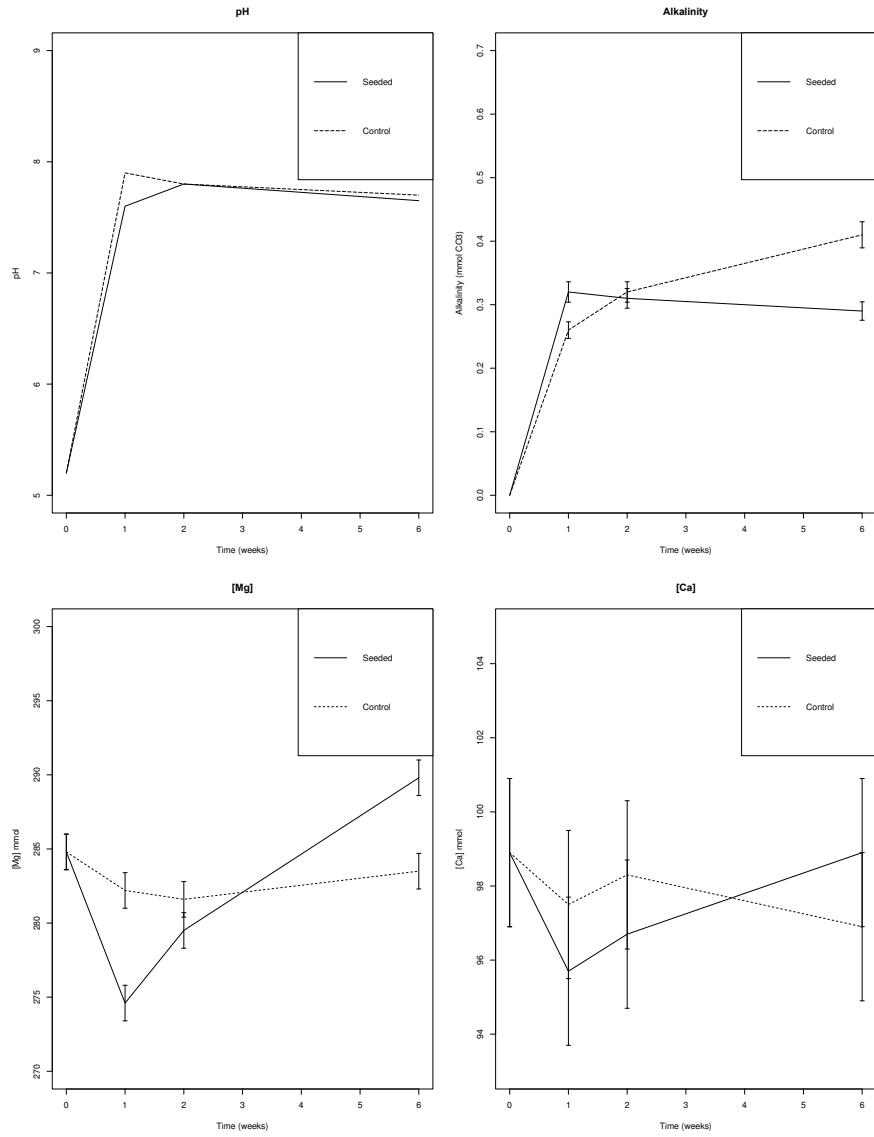 pH
Seeded
Control
pH
9
8
7
6
5
0 1 2 3 4 5 6
Time (weeks)
Alkalinity
Seeded
Control
Alkalinity (mmol CO3)
0.7
0.6
0.5
0.4
0.3
0.2
0.1
0.0
0 1 2 3 4 5 6
Time (weeks)
[Mg]
Seeded
Control
[Mg] mmol
300
295
290
285
280
275
270
0 1 2 3 4 5 6
Time (weeks)
[Ca]
Seeded
Control
[Ca] mmol
104
102
100
98
96
94
0 1 2 3 4 5 6
Time (weeks)